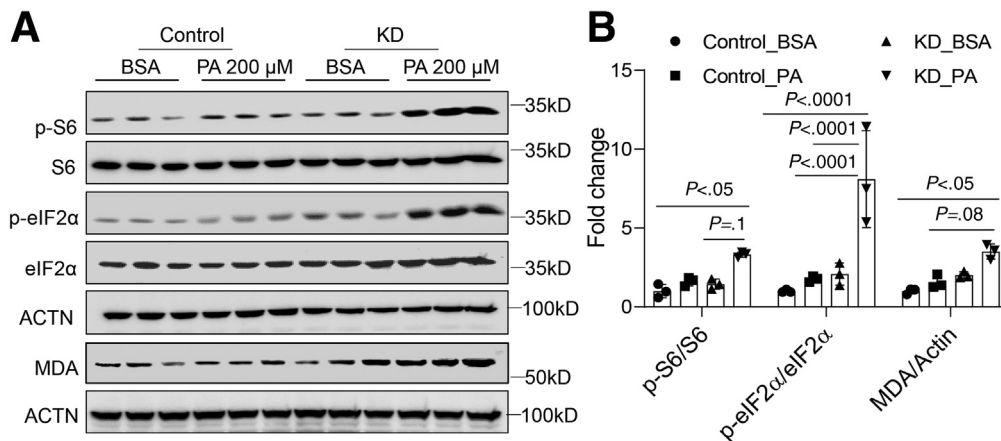 A
Control
KD
BSA
PA 200 µM
BSA
PA 200 µM
p-S6
35kD
S6
35kD
p-eIF2α
35kD
eIF2α
35kD
ACTN
100kD
MDA
50kD
ACTN
100kD
B
Control_BSA
KD_BSA
Control_PA
KD_PA
Fold change
15
10
5
0
P<.05
P=.1
P<.0001
P<.0001
P<.0001
P<.05
P=.08
p-S6/S6
p-eIF2α/eIF2α
MDA/Actin